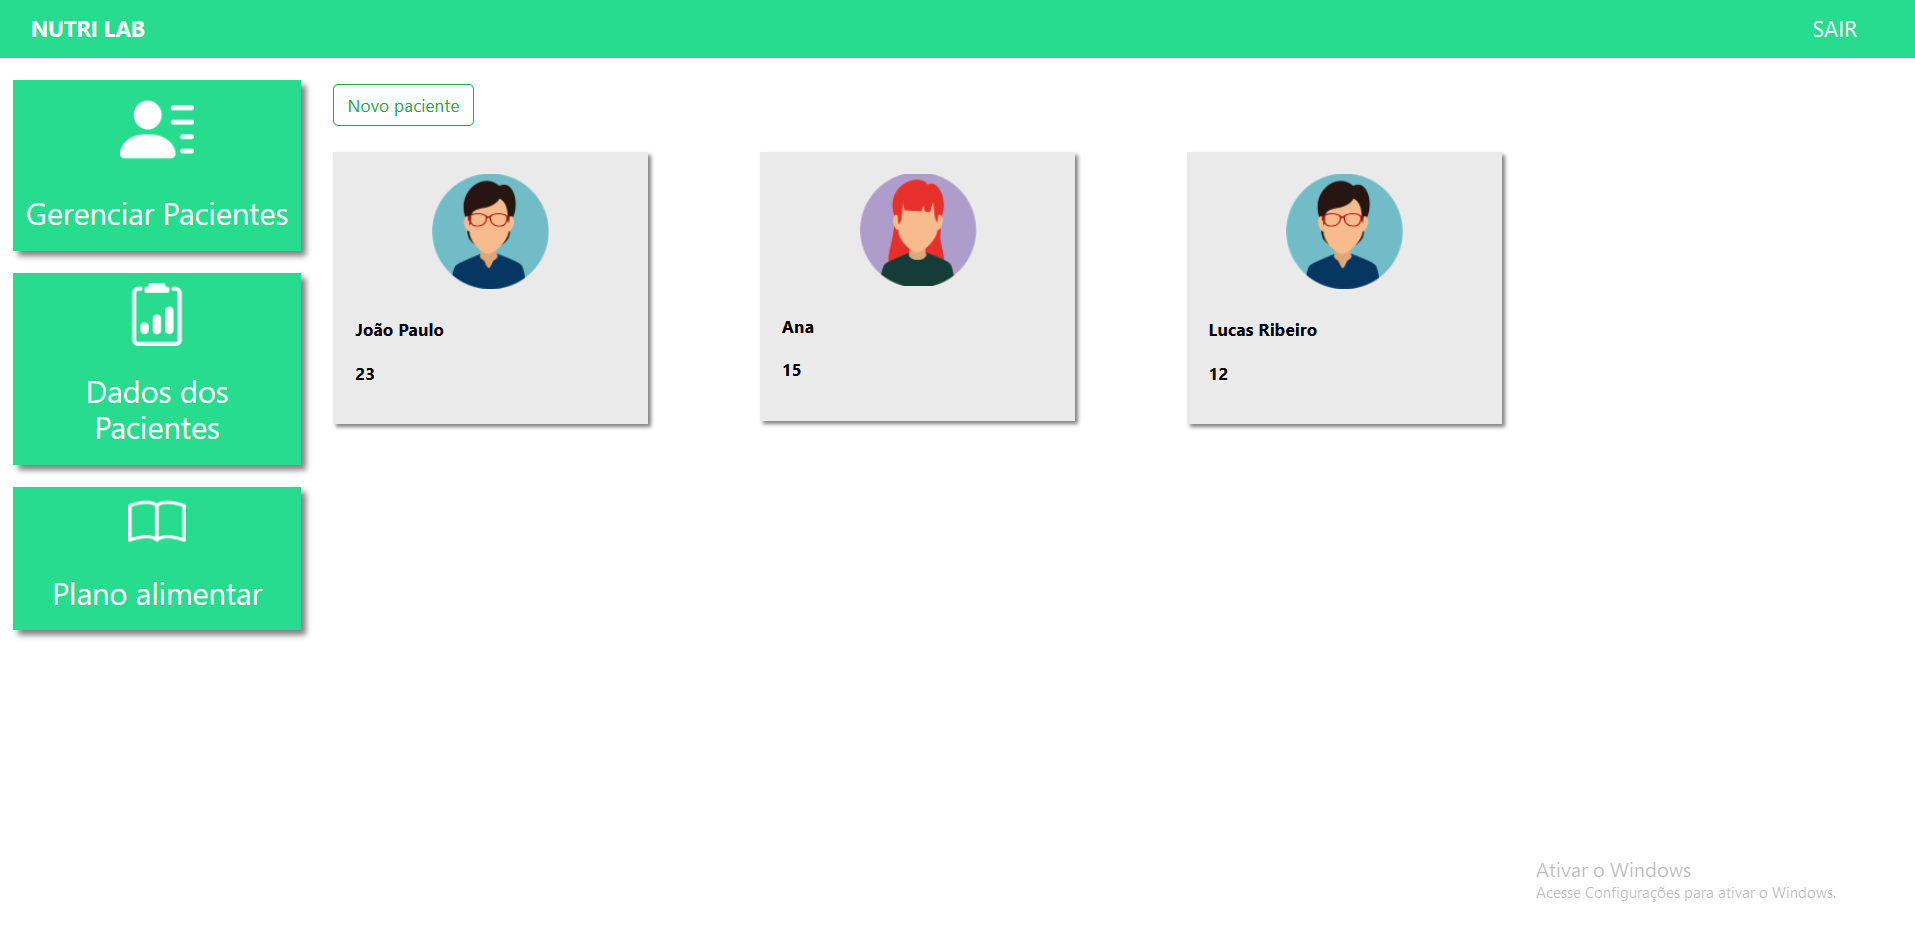 NUTRI LAB
SAIR
Gerenciar Pacientes
Dados dos
Pacientes
Plano alimentar
Novo paciente
João Paulo
23
Ana
15
Lucas Ribeiro
12
Ativar o Windows
Acesse Configurações para ativar o Windows.